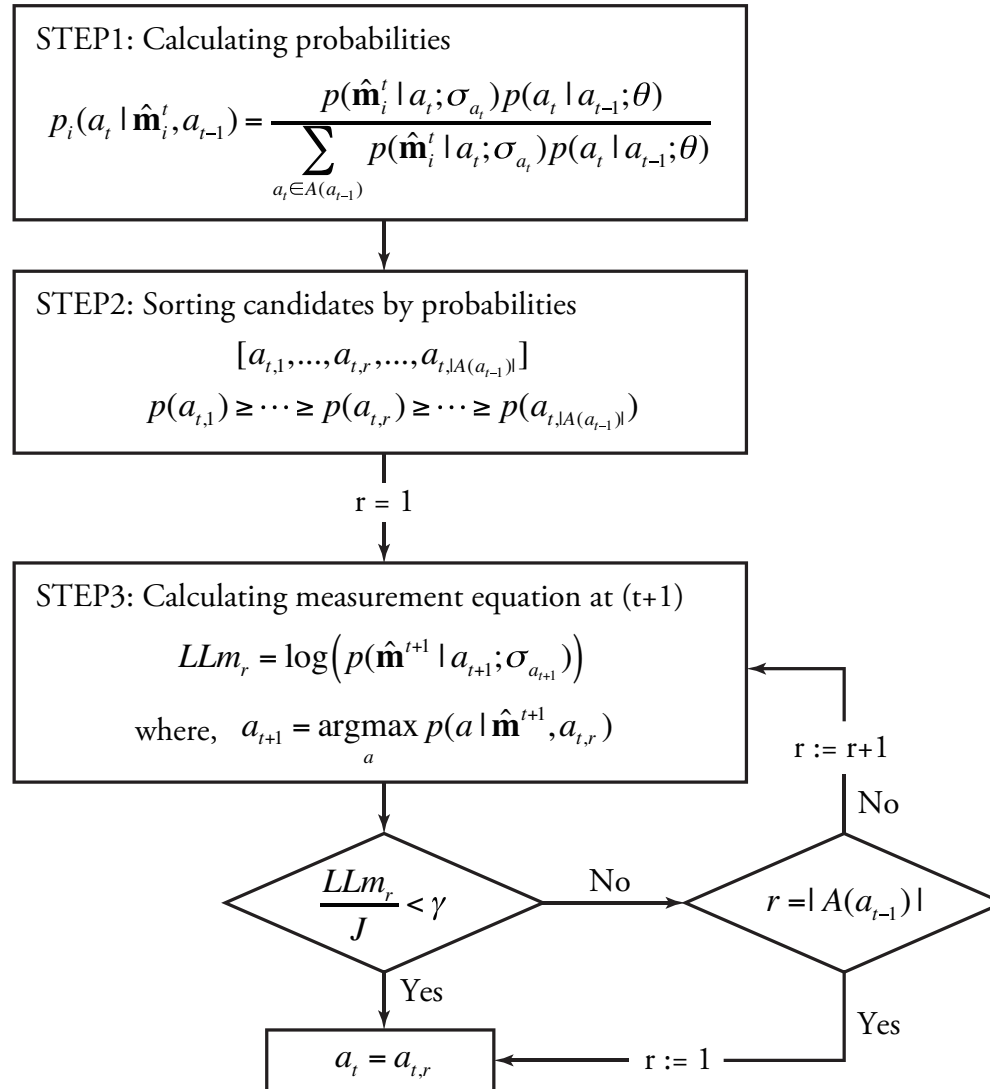 STEP1: Calculating probabilities
p_i(a_t | m̂_i^t, a_{t−1}) = p(m̂_i^t | a_t; σ_{a_t}) p(a_t | a_{t−1}; θ) / ∑_{a_t∈A(a_{t−1})} p(m̂_i^t | a_t; σ_{a_t}) p(a_t | a_{t−1}; θ)
STEP2: Sorting candidates by probabilities
[a_{t,1},...,a_{t,r},...,a_{t,|A(a_{t−1})|}]
p(a_{t,1}) ≥ ⋯ ≥ p(a_{t,r}) ≥ ⋯ ≥ p(a_{t,|A(a_{t−1})|})
r = 1
STEP3: Calculating measurement equation at (t+1)
LLm_r = log(p(m̂^{t+1} | a_{t+1}; σ_{a_{t+1}}))
where, a_{t+1} = argmax_a p(a | m̂^{t+1}, a_{t,r})
r := r+1
No
LLm_r / J < γ
No
r =| A(a_{t−1}) |
Yes
Yes
a_t = a_{t,r}
r := 1